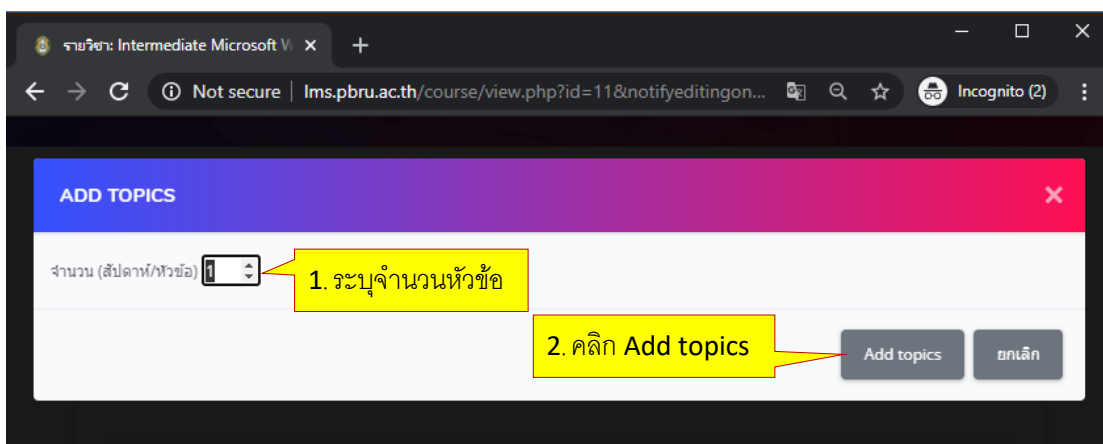 รายวิชา: Intermediate Microsoft W
Not secure | lms.pbru.ac.th/course/view.php?id=11&notifyeditingon...
Incognito (2)
ADD TOPICS
จำนวน (สัปดาห์/หัวข้อ) 1
1. ระบุจำนวนหัวข้อ
2. คลิก Add topics
Add topics
ยกเลิก